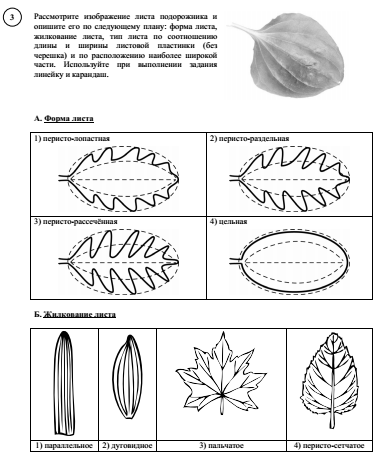 3
Рассмотрите изображение листа подорожника и
опишите его по следующему плану: форма листа,
жилкование листа, тип листа по соотношению
длины и ширины листовой пластинки (без
черешка) и по расположению наиболее широкой
части. Используйте при выполнении задания
линейку и карандаш.
А. Форма листа
1) перисто-лопастная
2) перисто-раздельная
3) перисто-рассечённая
4) цельная
Б. Жилкование листа
1) параллельное
2) дуговидное
3) пальчатое
4) перисто-сетчатое